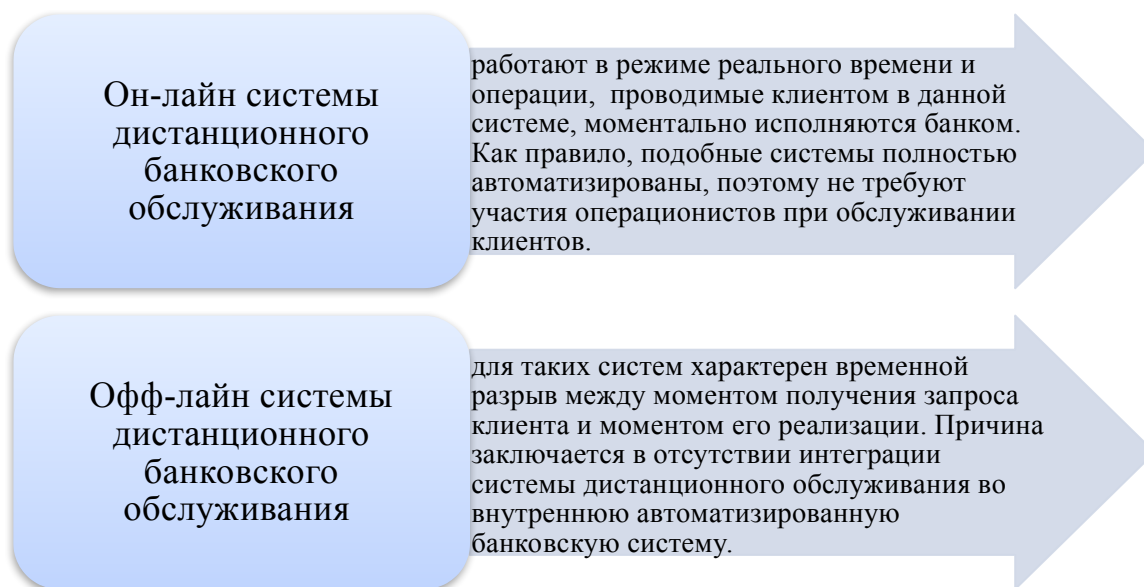 Он-лайн системы
дистанционного
банковского
обслуживания
работают в режиме реального времени и
операции,  проводимые клиентом в данной
системе, моментально исполняются банком.
Как правило, подобные системы полностью
автоматизированы, поэтому не требуют
участия операционистов при обслуживании
клиентов.
Офф-лайн системы
дистанционного
банковского
обслуживания
для таких систем характерен временной
разрыв между моментом получения запроса
клиента и моментом его реализации. Причина
заключается в отсутствии интеграции
системы дистанционного обслуживания во
внутреннюю автоматизированную
банковскую систему.